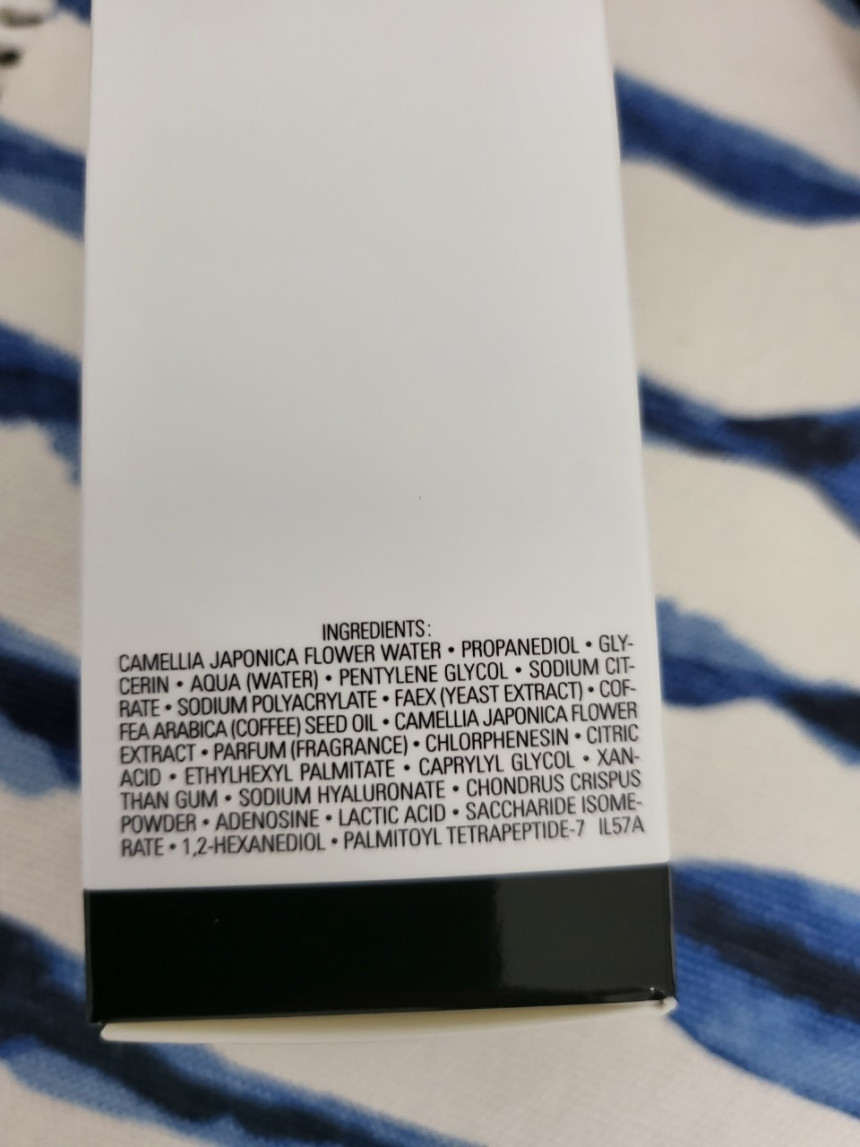 INGREDIENTS:
CAMELLIA JAPONICA FLOWER WATER • PROPANEDIOL • GLY-
CERIN • AQUA (WATER) • PENTYLENE GLYCOL • SODIUM CIT-
RATE • SODIUM POLYACRYLATE • FAEX (YEAST EXTRACT) • COF-
FEA ARABICA (COFFEE) SEED OIL • CAMELLIA JAPONICA FLOWER
EXTRACT • PARFUM (FRAGRANCE) • CHLORPHENESIN • CITRIC
ACID • ETHYLHEXYL PALMITATE • CAPRYLYL GLYCOL • XAN-
THAN GUM • SODIUM HYALURONATE • CHONDRUS CRISPUS
POWDER • ADENOSINE • LACTIC ACID • SACCHARIDE ISOME-
RATE • 1,2-HEXANEDIOL • PALMITOYL TETRAPEPTIDE-7 IL57A